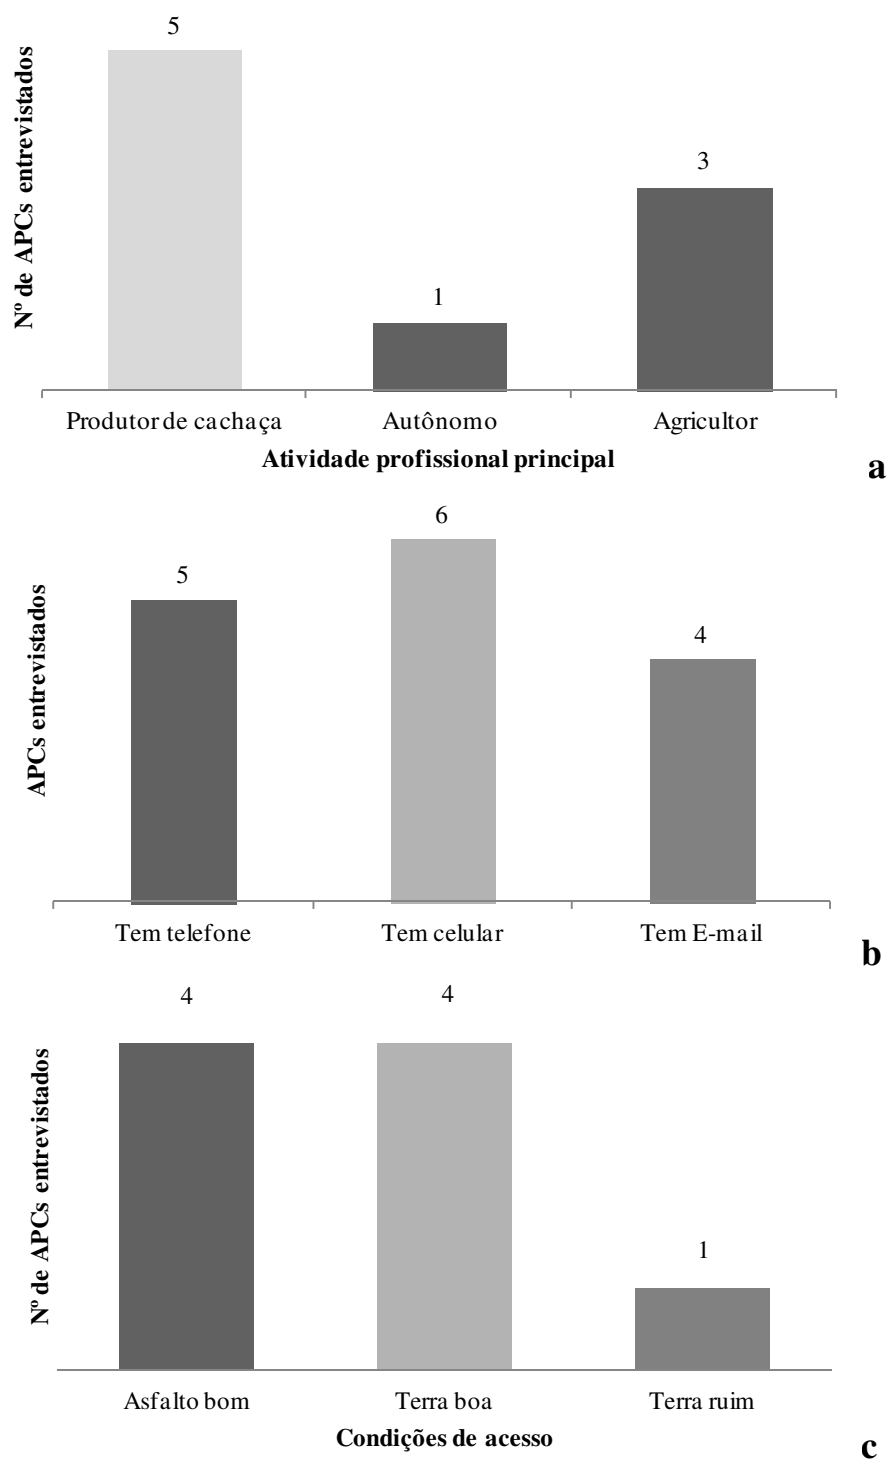 5
3
1
Nº de APCs entrevistados
Produtor de cachaça
Autônomo
Agricultor
Atividade profissional principal
a
6
5
4
APCs entrevistados
Tem telefone
Tem celular
Tem E-mail
b
4
4
1
Nº de APCs entrevistados
Asfalto bom
Terra boa
Terra ruim
Condições de acesso
c